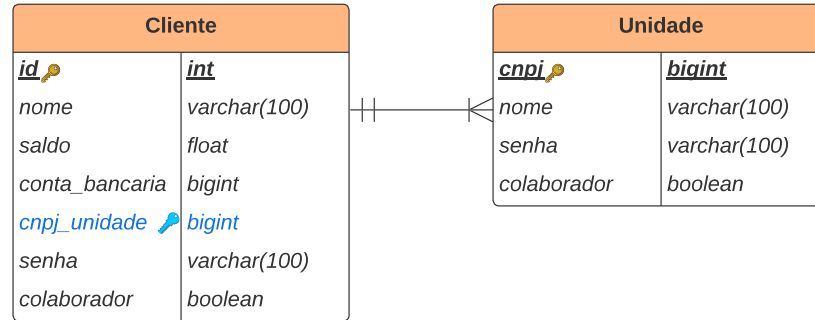 Cliente
id int
nome varchar(100)
saldo float
conta_bancaria bigint
cnpj_unidade bigint
senha varchar(100)
colaborador boolean
Unidade
cnpj bigint
nome varchar(100)
senha varchar(100)
colaborador boolean